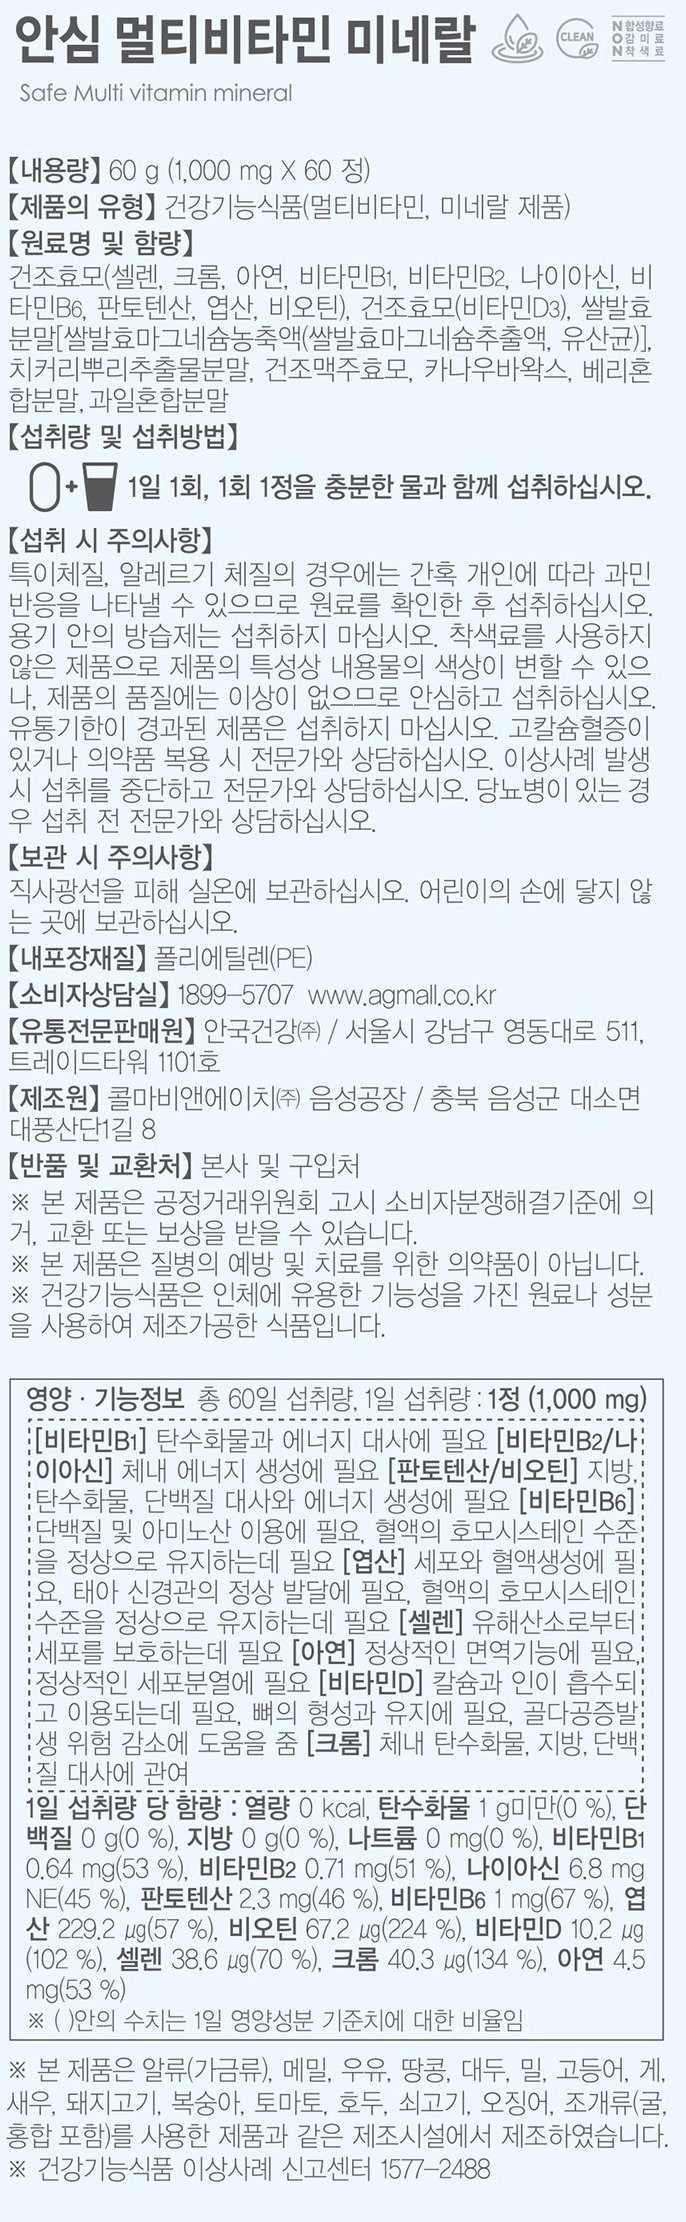 안심 멀티비타민 미네랄
CLEAN
NON 합성향료 감미료 착색료
Safe Multi vitamin mineral
【내용량】 60 g (1,000 mg X 60 정)
【제품의 유형】 건강기능식품(멀티비타민, 미네랄 제품)
【원료명 및 함량】
건조효모(셀렌, 크롬, 아연, 비타민B1, 비타민B2, 나이아신, 비
타민B6, 판토텐산, 엽산, 비오틴), 건조효모(비타민D3), 쌀발효
분말[쌀발효마그네슘농축액(쌀발효마그네슘추출액, 유산균)],
치커리뿌리추출물분말, 건조맥주효모, 카나우바왁스, 베리혼
합분말, 과일혼합분말
【섭취량 및 섭취방법】
+ 1일 1회, 1회 1정을 충분한 물과 함께 섭취하십시오.
【섭취 시 주의사항】
특이체질, 알레르기 체질의 경우에는 간혹 개인에 따라 과민
반응을 나타낼 수 있으므로 원료를 확인한 후 섭취하십시오.
용기 안의 방습제는 섭취하지 마십시오. 착색료를 사용하지
않은 제품으로 제품의 특성상 내용물의 색상이 변할 수 있으
나, 제품의 품질에는 이상이 없으므로 안심하고 섭취하십시오.
유통기한이 경과된 제품은 섭취하지 마십시오. 고칼슘혈증이
있거나 의약품 복용 시 전문가와 상담하십시오. 이상사례 발생
시 섭취를 중단하고 전문가와 상담하십시오. 당뇨병이 있는 경
우 섭취 전 전문가와 상담하십시오.
【보관 시 주의사항】
직사광선을 피해 실온에 보관하십시오. 어린이의 손에 닿지 않
는 곳에 보관하십시오.
【내포장재질】 폴리에틸렌(PE)
【소비자상담실】 1899-5707 www.agmall.co.kr
【유통전문판매원】 안국건강㈜ / 서울시 강남구 영동대로 511,
트레이드타워 1101호
【제조원】 콜마비앤에이치㈜ 음성공장 / 충북 음성군 대소면
대풍산단1길 8
【반품 및 교환처】 본사 및 구입처
※ 본 제품은 공정거래위원회 고시 소비자분쟁해결기준에 의
거, 교환 또는 보상을 받을 수 있습니다.
※ 본 제품은 질병의 예방 및 치료를 위한 의약품이 아닙니다.
※ 건강기능식품은 인체에 유용한 기능성을 가진 원료나 성분
을 사용하여 제조가공한 식품입니다.
영양 · 기능정보 총 60일 섭취량, 1일 섭취량 : 1정 (1,000 mg)
[비타민B1] 탄수화물과 에너지 대사에 필요 [비타민B2/나
이아신] 체내 에너지 생성에 필요 [판토텐산/비오틴] 지방,
탄수화물, 단백질 대사와 에너지 생성에 필요 [비타민B6]
단백질 및 아미노산 이용에 필요, 혈액의 호모시스테인 수준
을 정상으로 유지하는데 필요 [엽산] 세포와 혈액생성에 필
요, 태아 신경관의 정상 발달에 필요, 혈액의 호모시스테인
수준을 정상으로 유지하는데 필요 [셀렌] 유해산소로부터
세포를 보호하는데 필요 [아연] 정상적인 면역기능에 필요,
정상적인 세포분열에 필요 [비타민D] 칼슘과 인이 흡수되
고 이용되는데 필요, 뼈의 형성과 유지에 필요, 골다공증발
생 위험 감소에 도움을 줌 [크롬] 체내 탄수화물, 지방, 단백
질 대사에 관여
1일 섭취량 당 함량 : 열량 0 kcal, 탄수화물 1 g미만(0 %), 단
백질 0 g(0 %), 지방 0 g(0 %), 나트륨 0 mg(0 %), 비타민B1
0.64 mg(53 %), 비타민B2 0.71 mg(51 %), 나이아신 6.8 mg
NE(45 %), 판토텐산 2.3 mg(46 %), 비타민B6 1 mg(67 %), 엽
산 229.2 ㎍(57 %), 비오틴 67.2 ㎍(224 %), 비타민D 10.2 ㎍
(102 %), 셀렌 38.6 ㎍(70 %), 크롬 40.3 ㎍(134 %), 아연 4.5
mg(53 %)
※ ( )안의 수치는 1일 영양성분 기준치에 대한 비율임
※ 본 제품은 알류(가금류), 메밀, 우유, 땅콩, 대두, 밀, 고등어, 게,
새우, 돼지고기, 복숭아, 토마토, 호두, 쇠고기, 오징어, 조개류(굴,
홍합 포함)를 사용한 제품과 같은 제조시설에서 제조하였습니다.
※ 건강기능식품 이상사례 신고센터 1577-2488